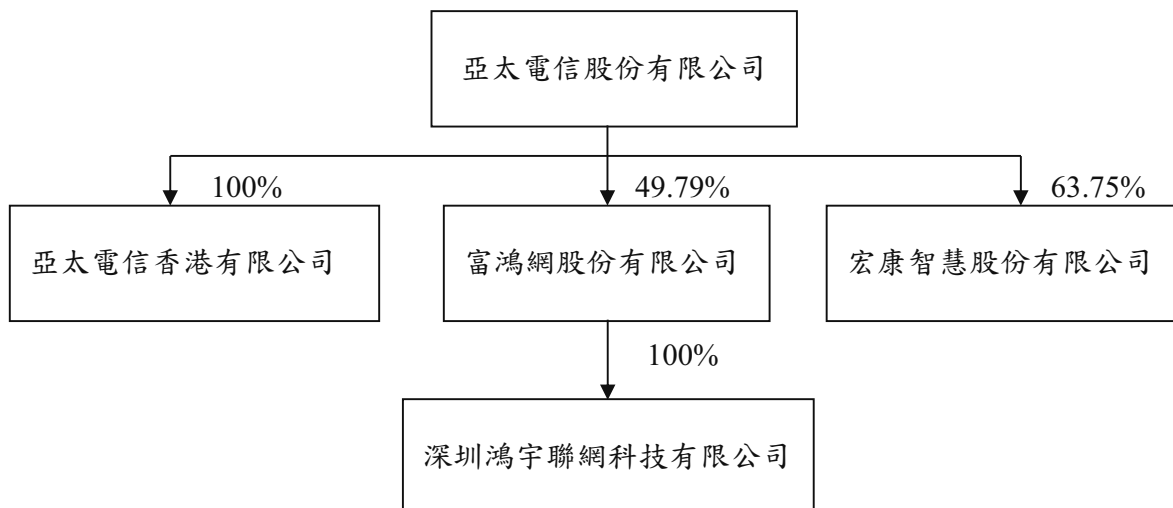 亞太電信股份有限公司
100%
49.79%
63.75%
亞太電信香港有限公司
富鴻網股份有限公司
宏康智慧股份有限公司
100%
深圳鴻宇聯網科技有限公司